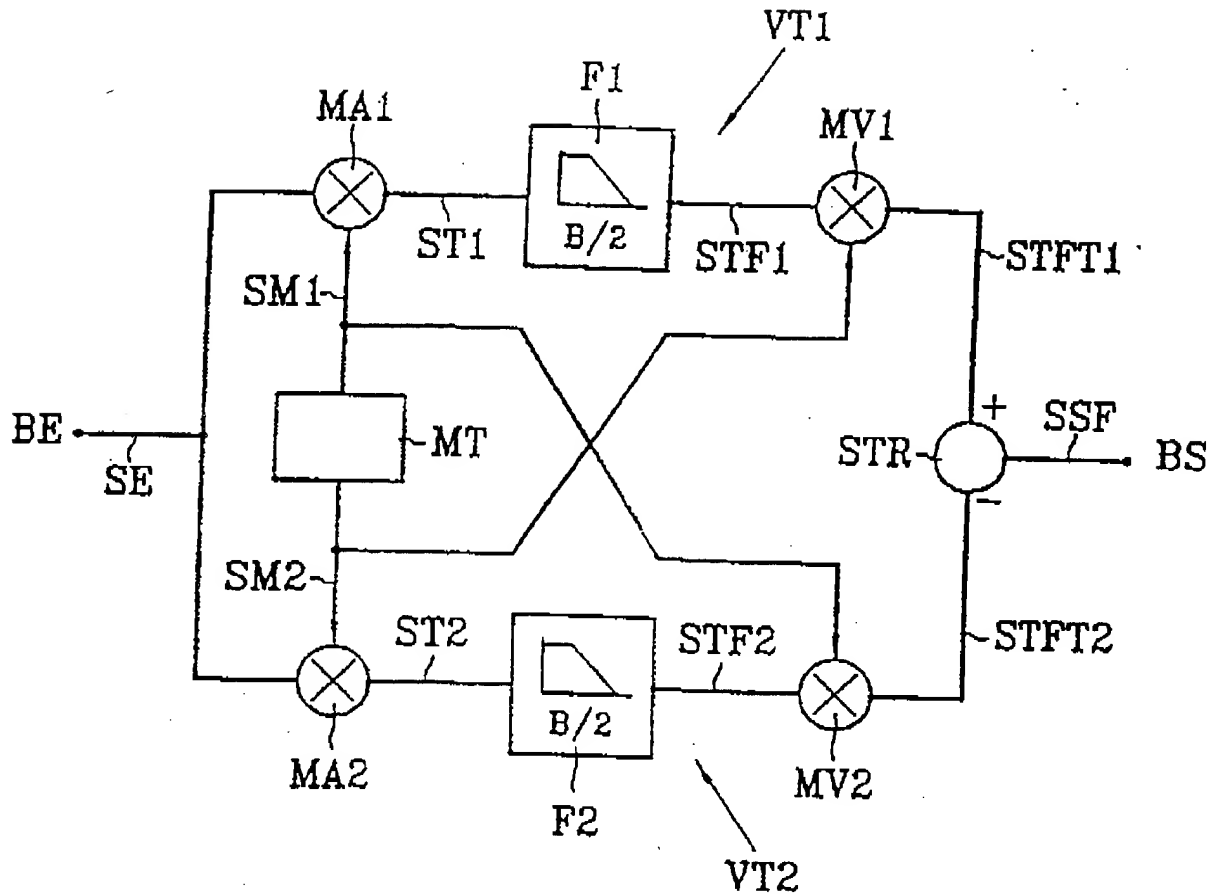 VT1
F1
MA1
MV1
B/2
ST1
STF1
STFT1
SM1
BE
SE
MT
+
SSF
STR
BS
−
SM2
ST2
STF2
STFT2
B/2
MA2
MV2
F2
VT2